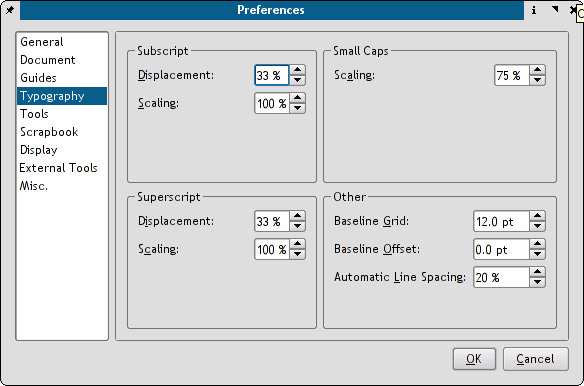 Preferences
General
Document
Guides
Typography
Tools
Scrapbook
Display
External Tools
Misc.
Subscript
Displacement: 33 %
Scaling: 100 %
Small Caps
Scaling: 75 %
Superscript
Displacement: 33 %
Scaling: 100 %
Other
Baseline Grid: 12.0 pt
Baseline Offset: 0.0 pt
Automatic Line Spacing: 20 %
OK
Cancel